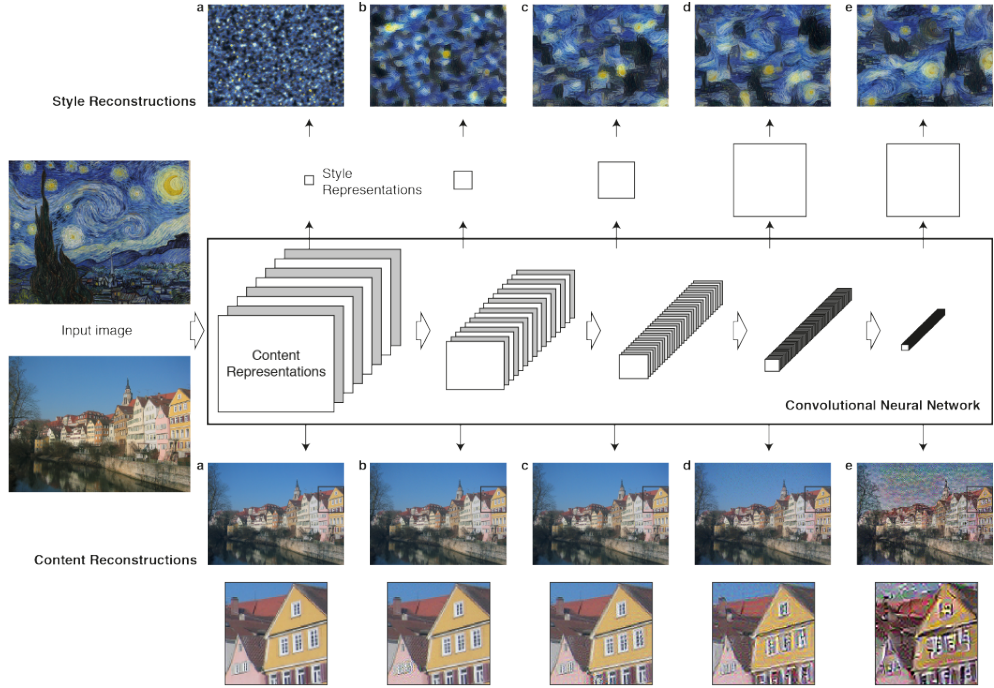 a
b
c
d
e
Style Reconstructions
Style
Representations
Input image
Content
Representations
Convolutional Neural Network
a
b
c
d
e
Content Reconstructions